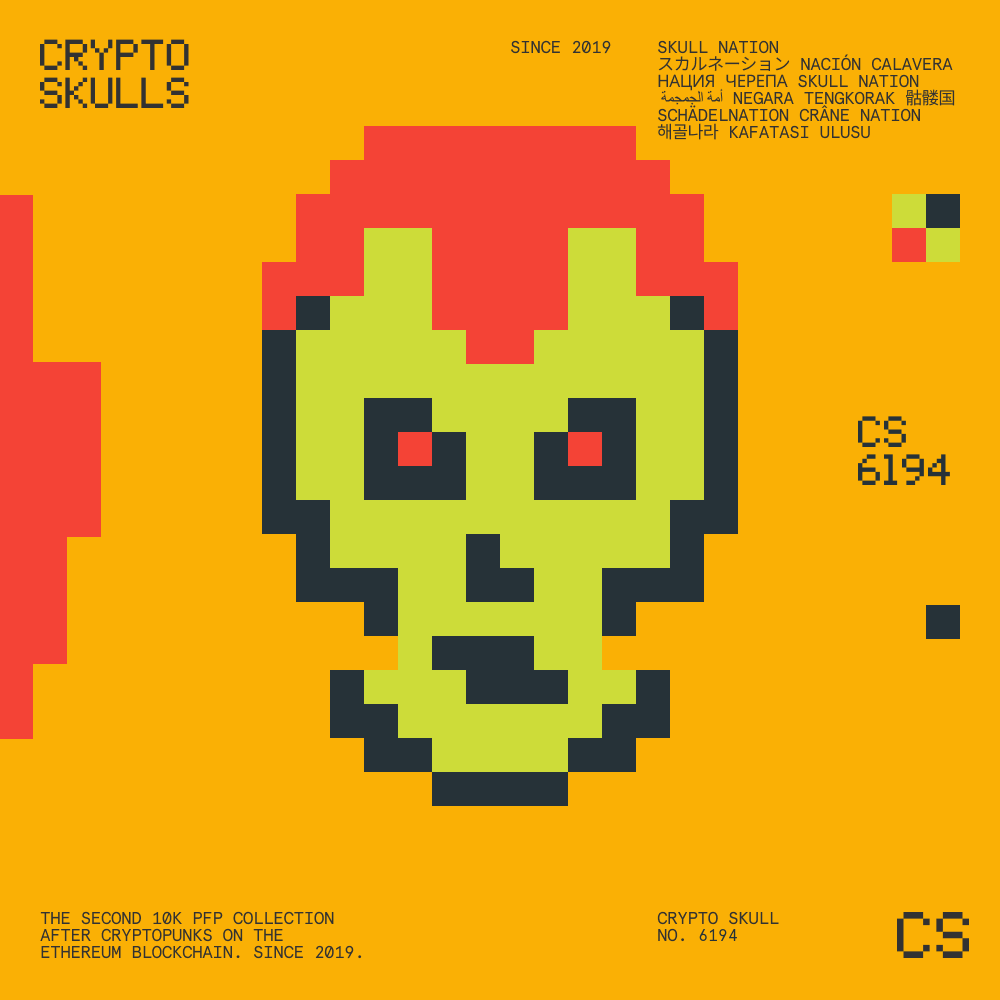 CRYPTO
SKULLS
SINCE 2019
SKULL NATION
スカルネーション NACIÓN CALAVERA
НАЦИЯ ЧЕРЕПА SKULL NATION
أمة الجمجمة NEGARA TENGKORAK 骷髅国
SCHÄDELNATION CRÂNE NATION
해골나라 KAFATASI ULUSU
CS
6194
THE SECOND 10K PFP COLLECTION
AFTER CRYPTOPUNKS ON THE
ETHEREUM BLOCKCHAIN. SINCE 2019.
CRYPTO SKULL
NO. 6194
CS